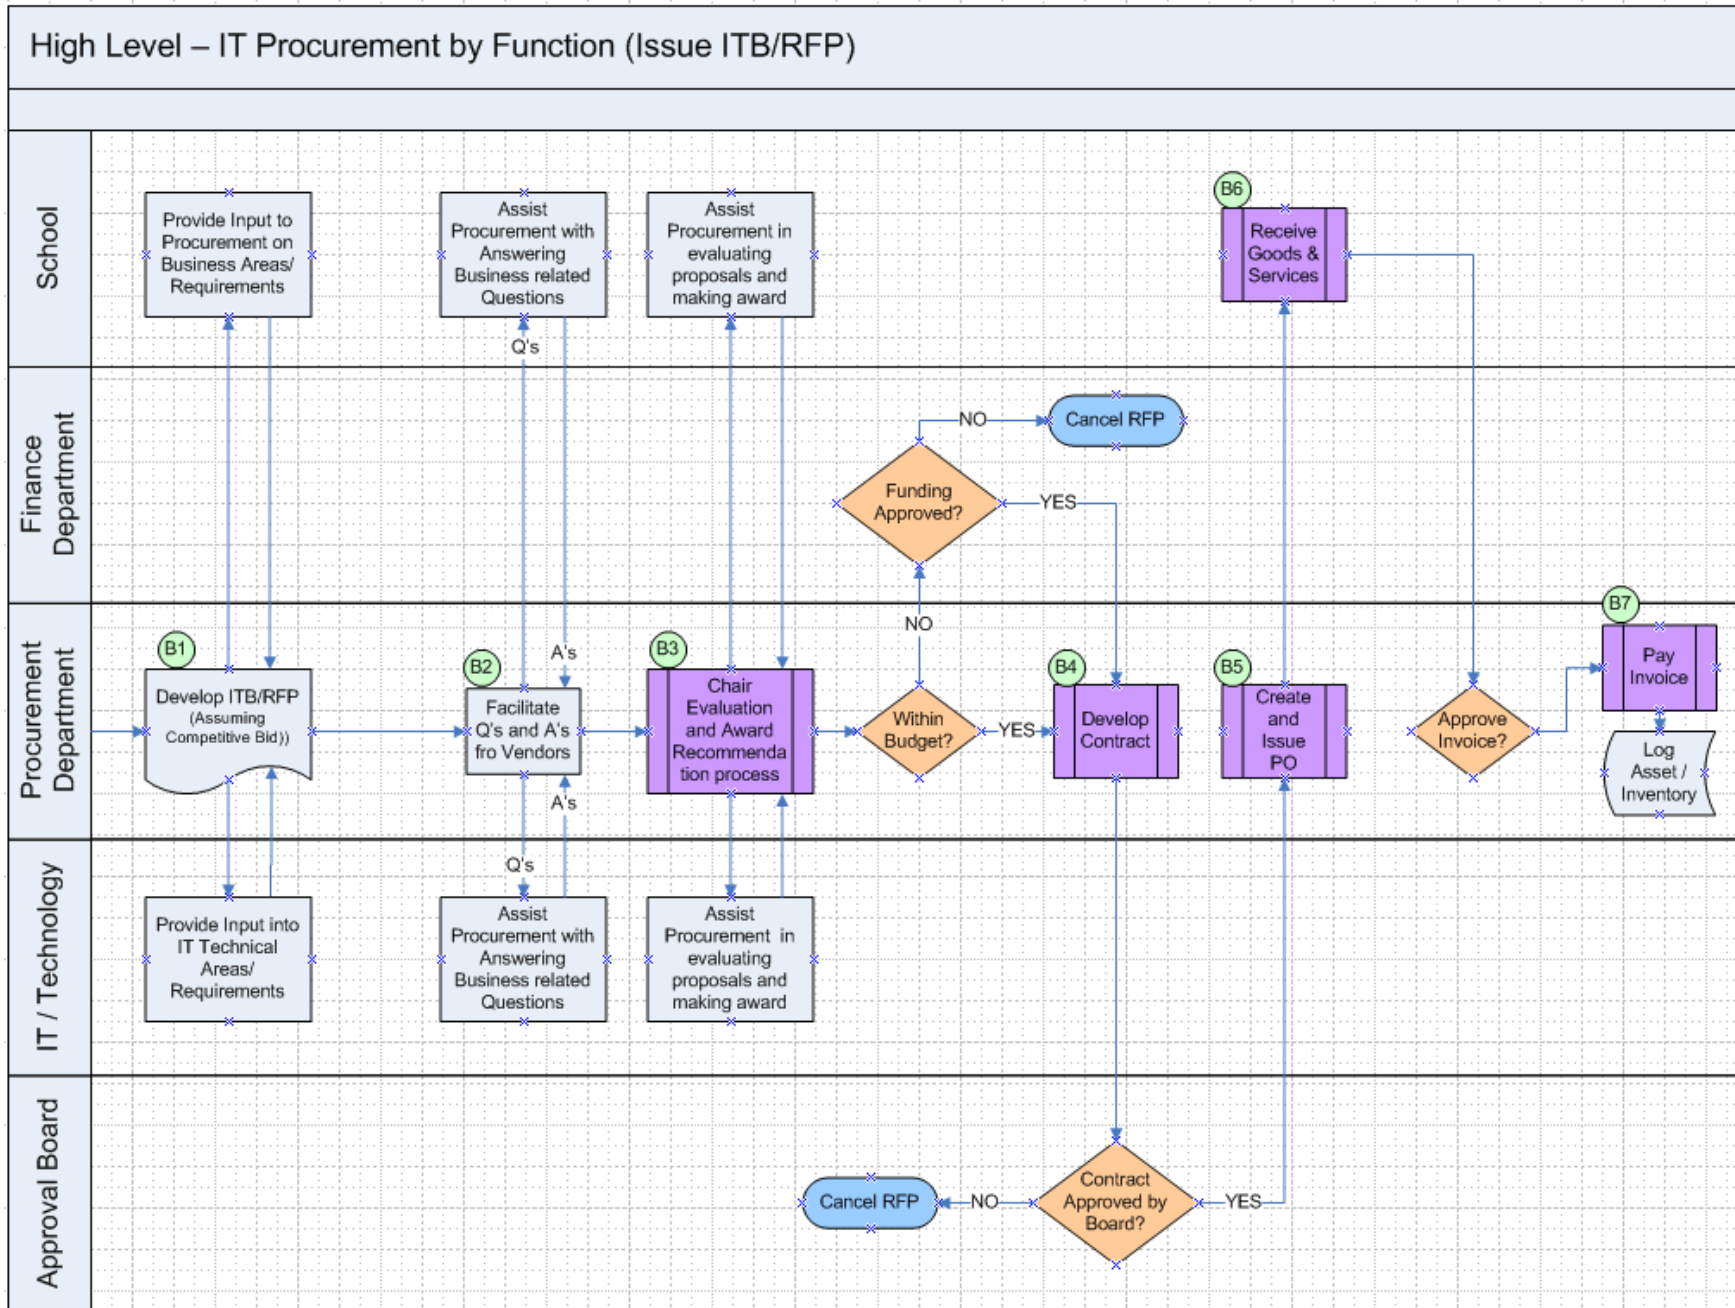 High Level – IT Procurement by Function (Issue ITB/RFP)
School
Provide Input to
Procurement on
Business Areas/
Requirements
Assist
Procurement with
Answering
Business related
Questions
Assist
Procurement in
evaluating
proposals and
making award
B6
Receive
Goods &
Services
Q's
Finance
Department
Cancel RFP
NO
Funding
Approved?
YES
NO
Procurement
Department
B1
Develop ITB/RFP
(Assuming
Competitive Bid))
B2
A's
Facilitate
Q's and A's
fro Vendors
A's
B3
Chair
Evaluation
and Award
Recommenda
tion process
Within
Budget?
YES
B4
Develop
Contract
B5
Create
and
Issue
PO
Approve
Invoice?
B7
Pay
Invoice
Log
Asset /
Inventory
IT / Technology
Q's
Provide Input into
IT Technical
Areas/
Requirements
Assist
Procurement with
Answering
Business related
Questions
Assist
Procurement in
evaluating
proposals and
making award
Approval Board
Cancel RFP
NO
Contract
Approved by
Board?
YES